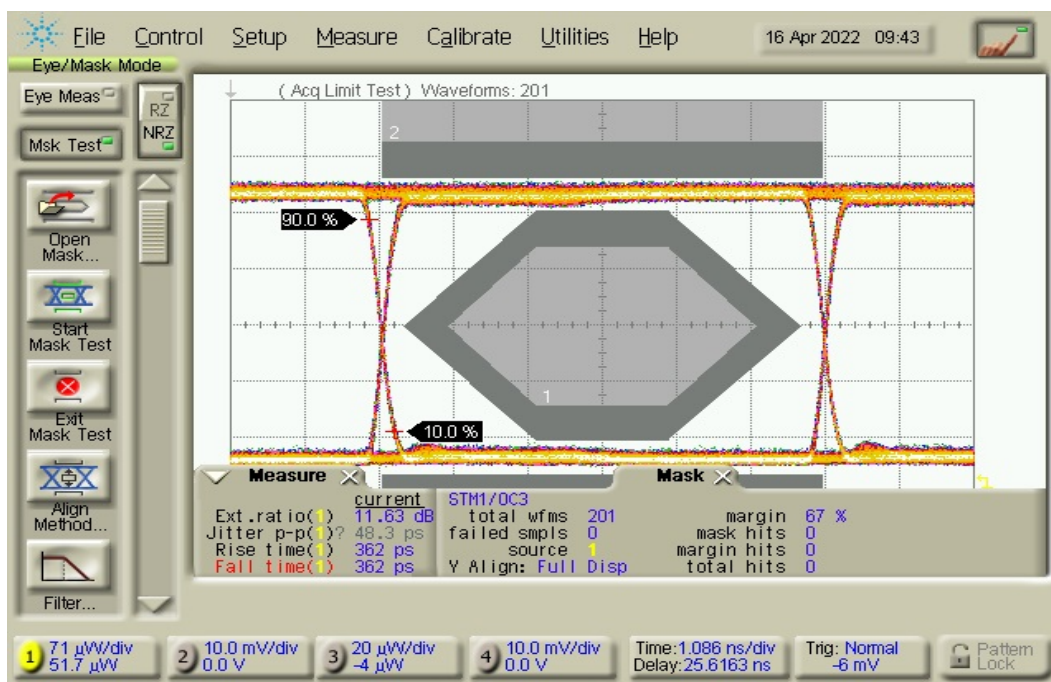 File Control Setup Measure Calibrate Utilities Help 16 Apr 2022 09:43
Eye/Mask Mode
Eye Meas
RZ
NRZ
Msk Test
( Acq Limit Test ) Waveforms: 201
2
90.0 %
Open
Mask...
Start
Mask Test
1
Exit
Mask Test
10.0 %
Align
Method...
Filter...
Measure
Mask
current
Ext.ratio(1) 11.63 dB
Jitter p-p(1)? 48.3 ps
Rise time(1) 362 ps
Fall time(1) 362 ps
STM1/OC3
total wfms 201
failed smpls 0
source 1
Y Align: Full Disp
margin 67 %
mask hits 0
margin hits 0
total hits 0
1 71 µW/div
51.7 µW
2 10.0 mV/div
0.0 V
3 20 µW/div
-4 µW
4 10.0 mV/div
0.0 V
Time:1.086 ns/div
Delay:25.6163 ns
Trig: Normal
-6 mV
Pattern
Lock